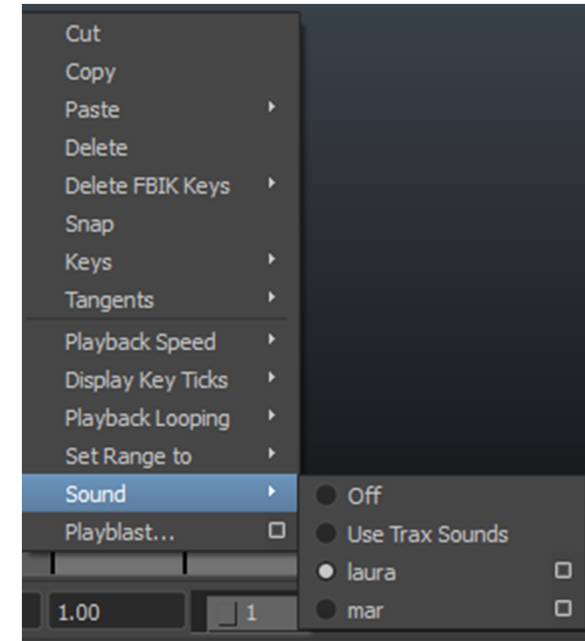 Cut
Copy
Paste
Delete
Delete FBIK Keys
Snap
Keys
Tangents
Playback Speed
Display Key Ticks
Playback Looping
Set Range to
Sound
Off
Playblast...
Use Trax Sounds
laura
1.00
1
mar